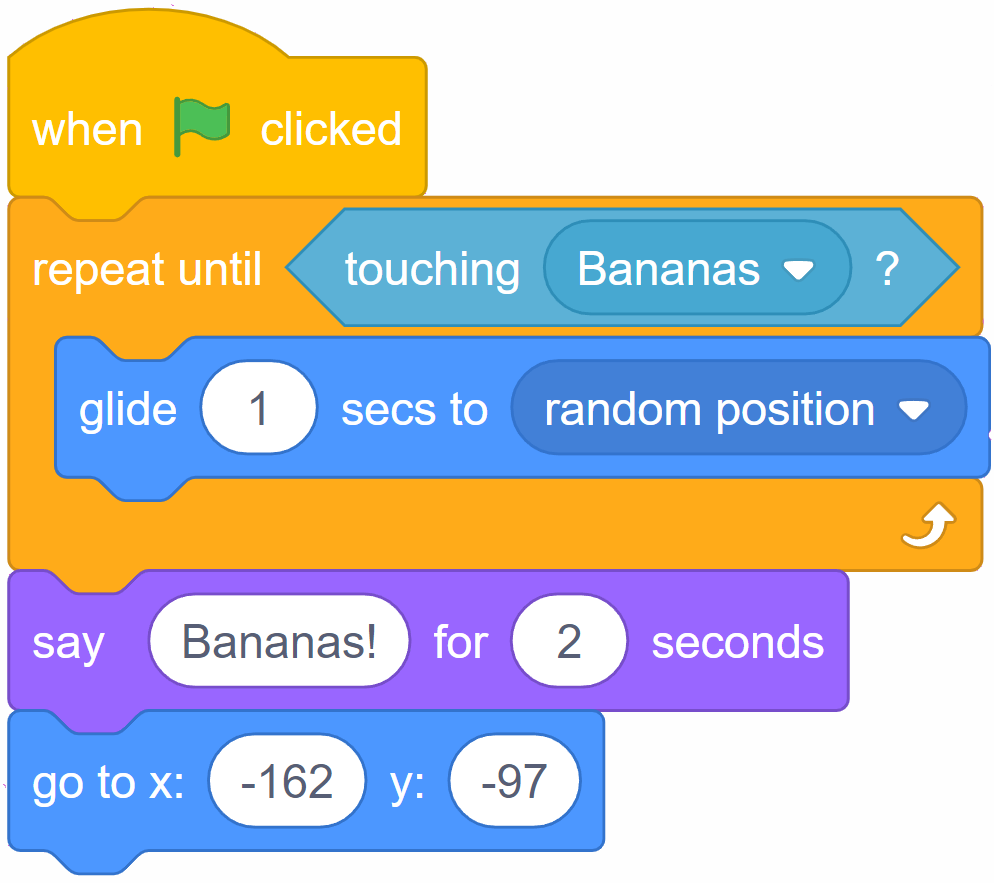 when clicked
repeat until touching Bananas ?
glide 1 secs to random position
say Bananas! for 2 seconds
go to x: -162 y: -97